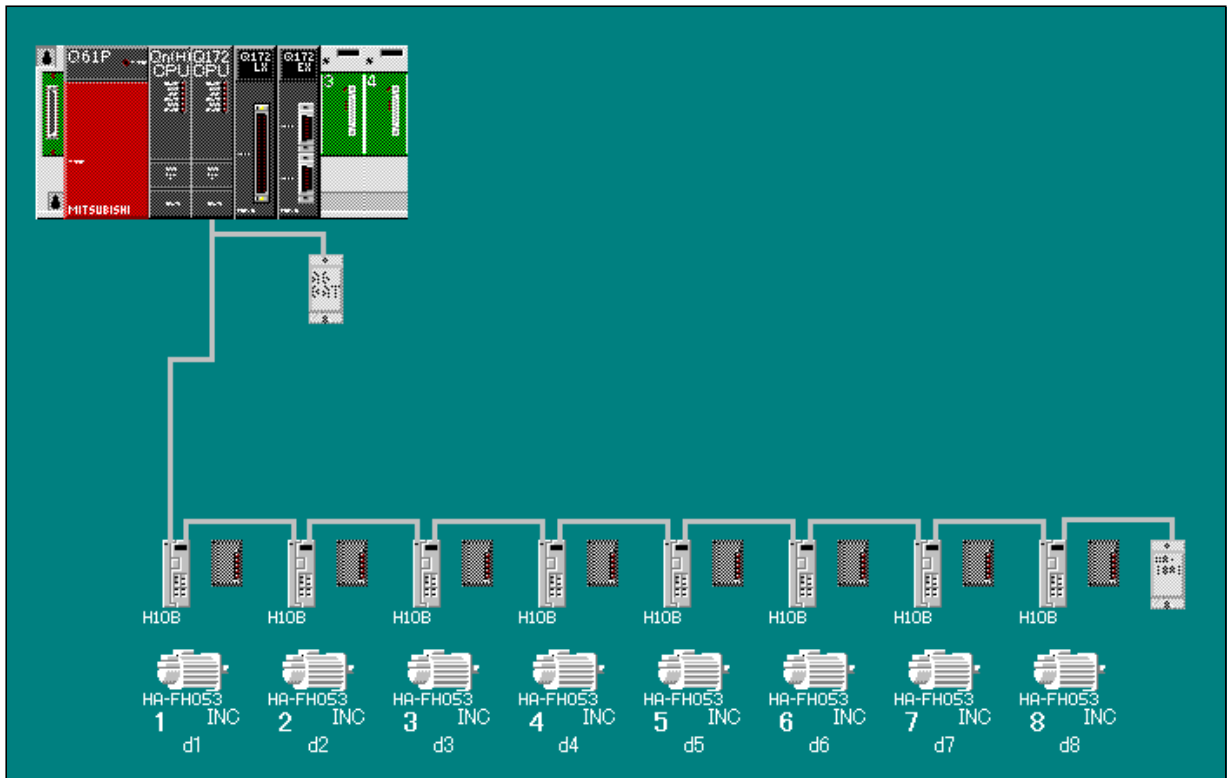 Q61P Qn(H) CPU Q172 CPU Q172 LX Q172 EX 3 4
MITSUBISHI
H10B H10B H10B H10B H10B H10B H10B H10B
HA-FH053 HA-FH053 HA-FH053 HA-FH053 HA-FH053 HA-FH053 HA-FH053 HA-FH053
1 INC 2 INC 3 INC 4 INC 5 INC 6 INC 7 INC 8 INC
d1 d2 d3 d4 d5 d6 d7 d8